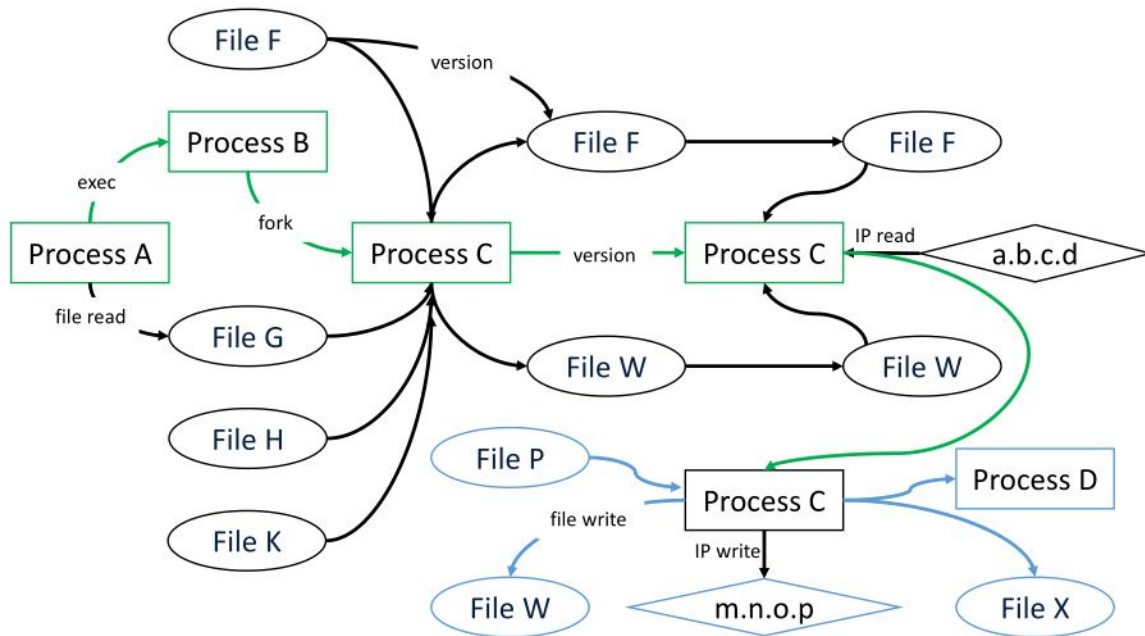 File F
version
Process B
File F
File F
exec
fork
Process A
Process C
version
Process C
IP read
a.b.c.d
file read
File G
File W
File W
File H
File P
Process C
Process D
file write
File K
IP write
File W
m.n.o.p
File X